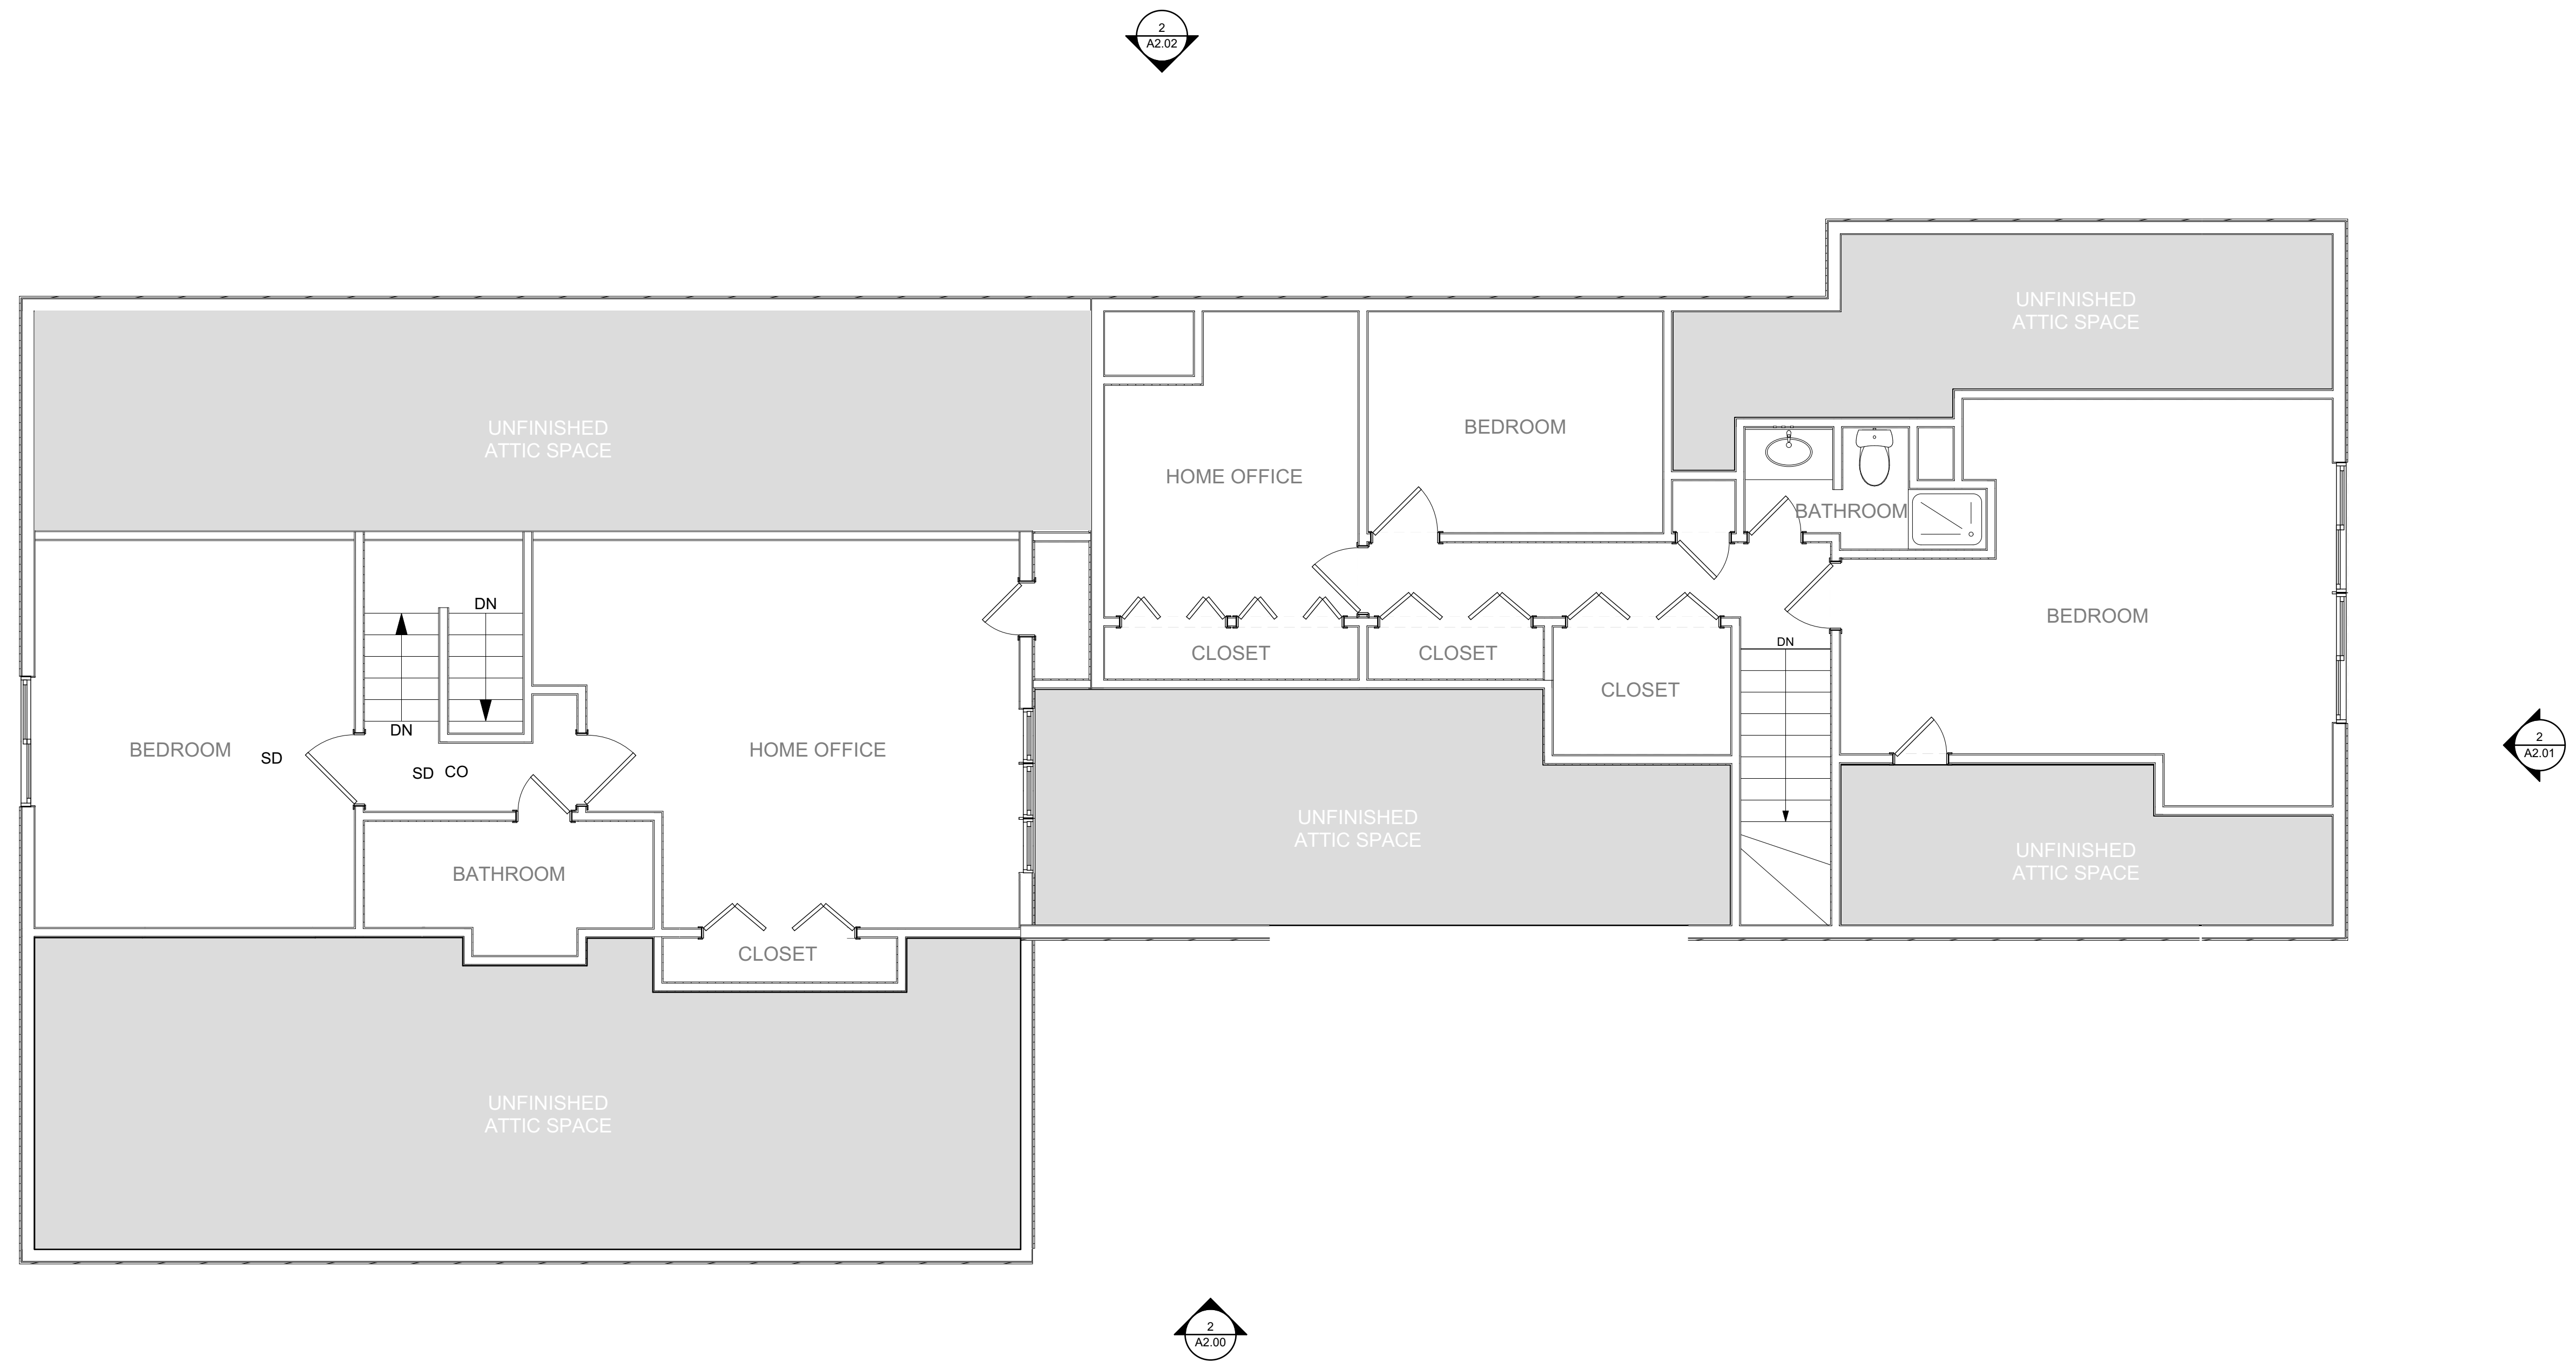 2
A2.02
UNFINISHED
ATTIC SPACE
UNFINISHED
ATTIC SPACE
BEDROOM
HOME OFFICE
BATHROOM
DN
BEDROOM
DN
CLOSET
CLOSET
CLOSET
DN
BEDROOM
SD
SD
CO
HOME OFFICE
2
A2.01
UNFINISHED
ATTIC SPACE
UNFINISHED
ATTIC SPACE
BATHROOM
CLOSET
UNFINISHED
ATTIC SPACE
2
A2.00